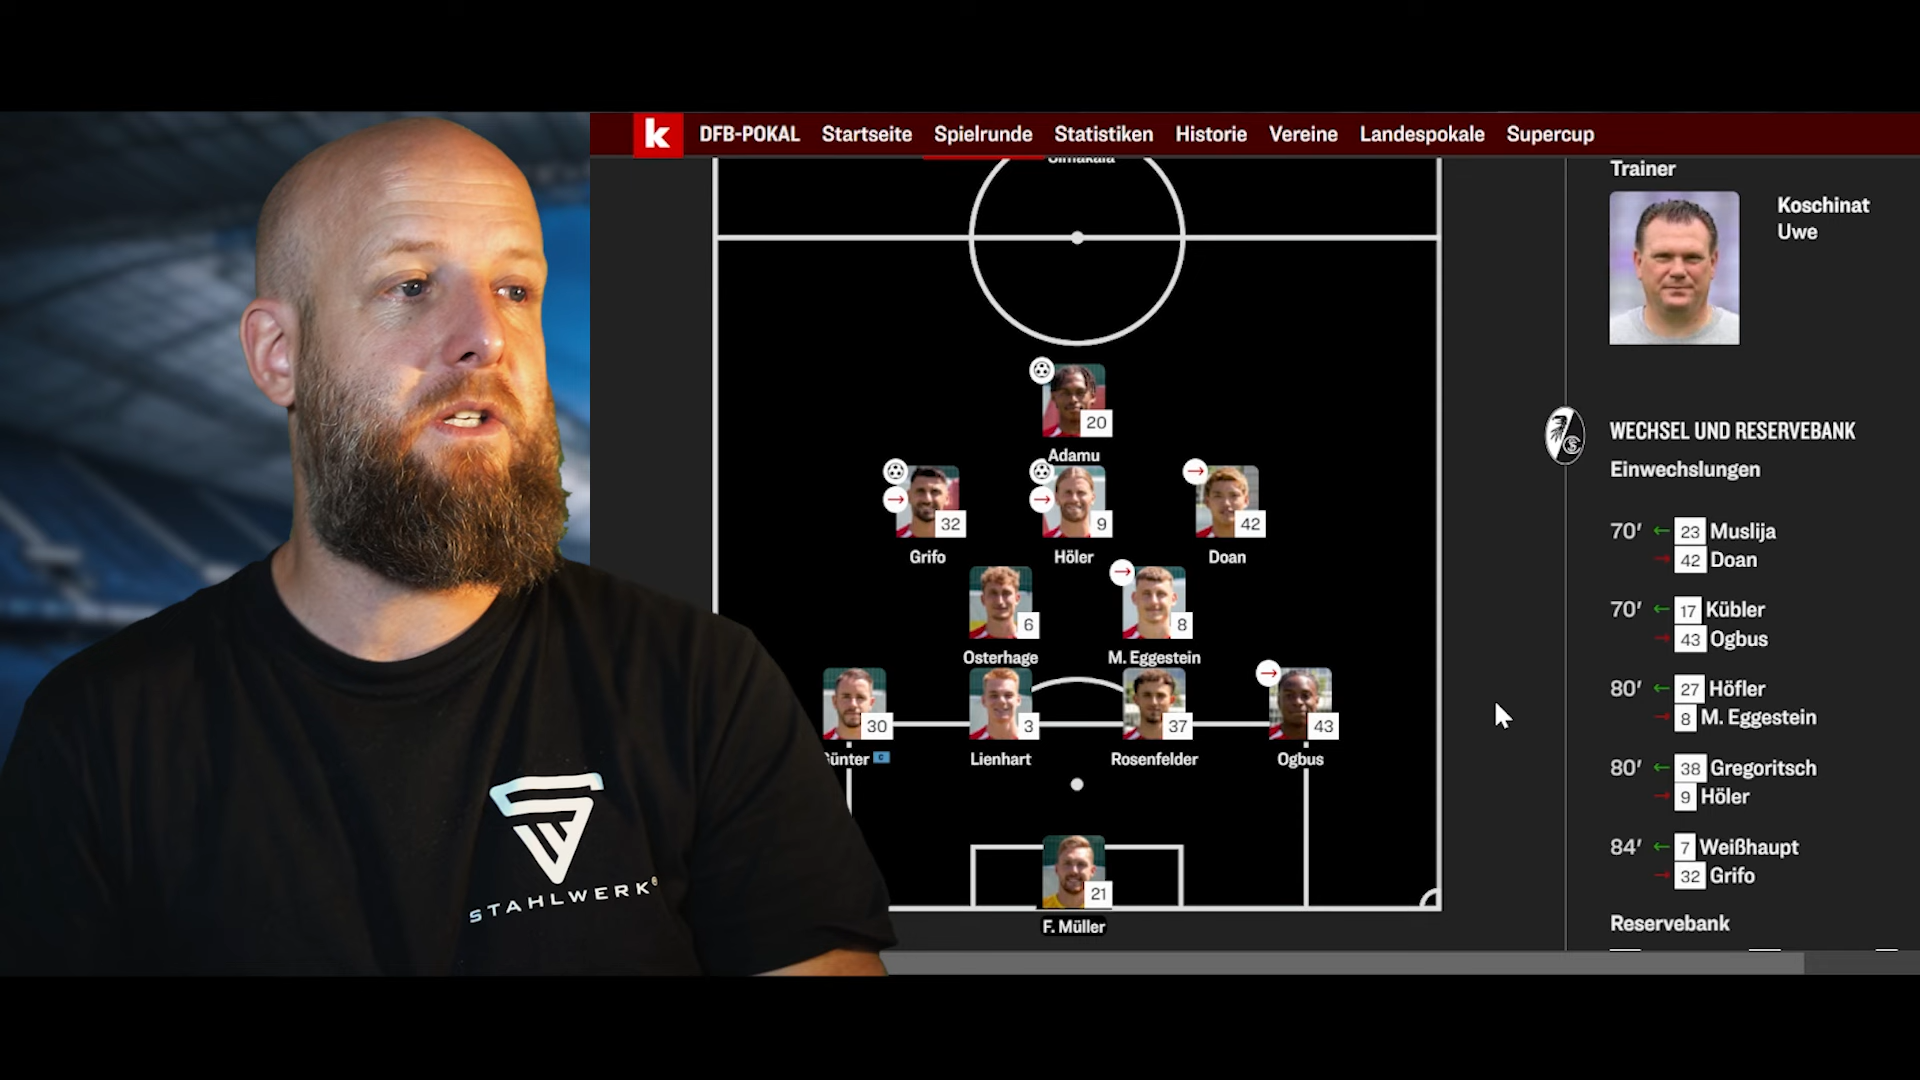 k DFB-POKAL Startseite Spielrunde Statistiken Historie Vereine Landespokale Supercup
Simakala
Trainer
Koschinat
Uwe
20
Adamu
32
Grifo
9
Höler
42
Doan
6
Osterhage
8
M. Eggestein
30
ünter C
3
Lienhart
37
Rosenfelder
43
Ogbus
21
F. Müller
WECHSEL UND RESERVEBANK
Einwechslungen
70' ← 23 Muslija
→ 42 Doan
70' ← 17 Kübler
→ 43 Ogbus
80' ← 27 Höfler
→ 8 M. Eggestein
80' ← 38 Gregoritsch
→ 9 Höler
84' ← 7 Weißhaupt
→ 32 Grifo
Reservebank
STAHLWERK®